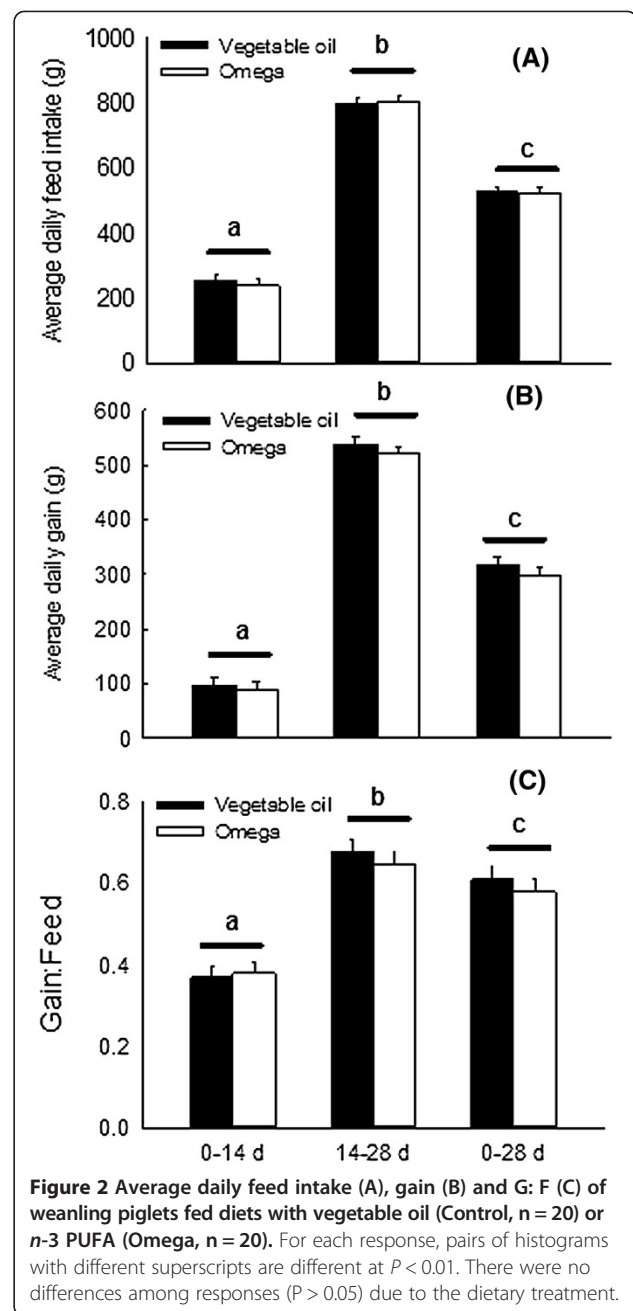 1000
Vegetable oil
Omega
b
(A)
800
c
600
400
a
200
0
Average daily feed intake (g)
600
Vegetable oil
Omega
b
(B)
500
400
c
300
200
a
100
0
Average daily gain (g)
0.8
Vegetable oil
Omega
b
(C)
c
0.6
a
0.4
0.2
0.0
Gain:Feed
0-14 d 14-28 d 0-28 d
Figure 2 Average daily feed intake (A), gain (B) and G: F (C) of
weanling piglets fed diets with vegetable oil (Control, n = 20) or
n-3 PUFA (Omega, n = 20). For each response, pairs of histograms
with different superscripts are different at P < 0.01. There were no
differences among responses (P > 0.05) due to the dietary treatment.